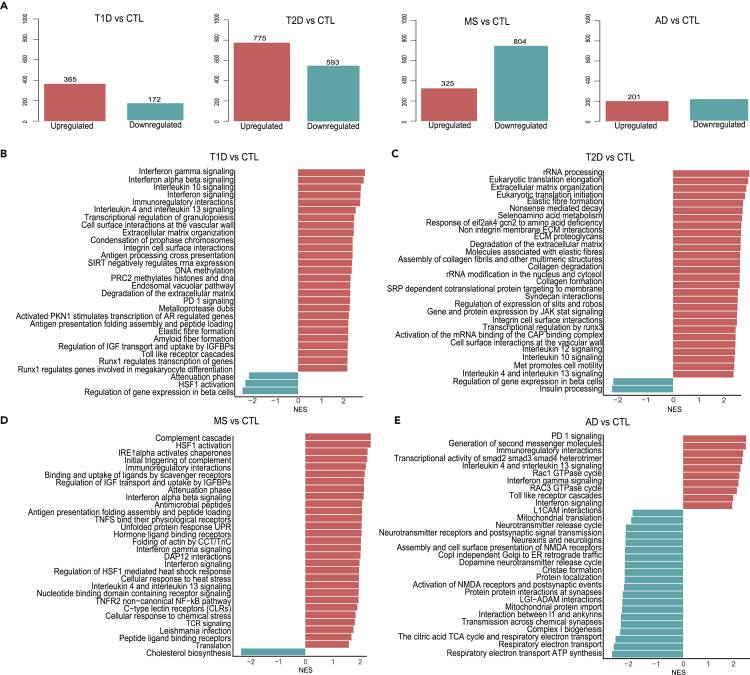 A
T1D vs CTL
T2D vs CTL
MS vs CTL
AD vs CTL
0 200 400 600 800 1000
365
172
Upregulated
Downregulated
0 200 400 600 800 1000
775
593
Upregulated
Downregulated
0 200 400 600 800 1000
325
804
Upregulated
Downregulated
0 200 400 600 800 1000
201
Upregulated
Downregulated
B
T1D vs CTL
Interferon gamma signaling
Interferon alpha beta signaling
Interleukin 10 signaling
Interferon signaling
Immunoregulatory interactions
Interleukin 4 and interleukin 13 signaling
Transcriptional regulation of granulopoiesis
Cell surface interactions at the vascular wall
Extracellular matrix organization
Condensation of prophase chromosomes
Integrin cell surface interactions
Antigen processing cross presentation
SIRT negatively regulates rrna expression
DNA methylation
PRC2 methylates histones and dna
Endosomal vacuolar pathway
Degradation of the extracellular matrix
PD 1 signaling
Metalloprotease dubs
Activated PKN1 stimulates transcription of AR regulated genes
Antigen presentation folding assembly and peptide loading
Elastic fibre formation
Amyloid fiber formation
Regulation of IGF transport and uptake by IGFBPs
Toll like receptor cascades
Runx1 regulates transcription of genes
Runx1 regulates genes involved in megakaryocyte differentiation
Attenuation phase
HSF1 activation
Regulation of gene expression in beta cells
−2 −1 0 1 2
NES
C
T2D vs CTL
rRNA processing
Eukaryotic translation elongation
Extracellular matrix organization
Eukaryotic translation initiation
Elastic fibre formation
Nonsense mediated decay
Selenoamino acid metabolism
Response of eif2ak4 gcn2 to amino acid deficiency
Non integrin membrane ECM interactions
ECM proteoglycans
Degradation of the extracellular matrix
Molecules associated with elastic fibres
Assembly of collagen fibrils and other multimeric structures
Collagen degradation
rRNA modification in the nucleus and cytosol
Collagen formation
SRP dependent cotranslational protein targeting to membrane
Syndecan interactions
Regulation of expression of slits and robos
Gene and protein expression by JAK stat signaling
Integrin cell surface interactions
Transcriptional regulation by runx3
Activation of the mRNA binding of the CAP binding complex
Cell surface interactions at the vascular wall
Interleukin 12 signaling
Interleukin 10 signaling
Met promotes cell motility
Interleukin 4 and interleukin 13 signaling
Regulation of gene expression in beta cells
Insulin processing
−2 −1 0 1 2
NES
D
MS vs CTL
Complement cascade
HSF1 activation
IRE1alpha activates chaperones
Initial triggering of complement
Immunoregulatory interactions
Binding and uptake of ligands by scavenger receptors
Regulation of IGF transport and uptake by IGFBPs
Attenuation phase
Interferon alpha beta signaling
Antimicrobial peptides
Antigen presentation folding assembly and peptide loading
TNFS bind their physiological receptors
Unfolded protein response UPR
Hormone ligand binding receptors
Folding of actin by CCT/TriC
Interferon gamma signaling
DAP12 interactions
Interferon signaling
Regulation of HSF1 mediated heat shock response
Cellular response to heat stress
Interleukin 4 and interleukin 13 signaling
Nucleotide binding domain containing receptor signaling
TNFR2 non-canonical NF-kB pathway
C-type lectin receptors (CLRs)
Cellular response to chemical stress
TCR signaling
Leishmania infection
Peptide ligand binding receptors
Translation
Cholesterol biosynthesis
−2 −1 0 1 2
NES
E
AD vs CTL
PD 1 signaling
Generation of second messenger molecules
Immunoregulatory interactions
Transcriptional activity of smad2 smad3 smad4 heterotrimer
Interleukin 4 and interleukin 13 signaling
Rac1 GTPase cycle
Interferon gamma signaling
RAC3 GTPase cycle
Toll like receptor cascades
Interferon signaling
L1CAM interactions
Mitochondrial translation
Neurotransmitter release cycle
Neurotransmitter receptors and postsynaptic signal transmission
Neurexins and neuroligins
Assembly and cell surface presentation of NMDA receptors
CopI independent Golgi to ER retrograde traffic
Dopamine neurotransmitter release cycle
Cristae formation
Protein localization
Activation of NMDA receptors and postsynaptic events
Protein protein interactions at synapses
LGI-ADAM interactions
Mitochondrial protein import
Interaction between l1 and ankyrins
Transmission across chemical synapses
Complex I biogenesis
The citric acid TCA cycle and respiratory electron transport
Respiratory electron transport
Respiratory electron transport ATP synthesis
−2 −1 0 1 2
NES